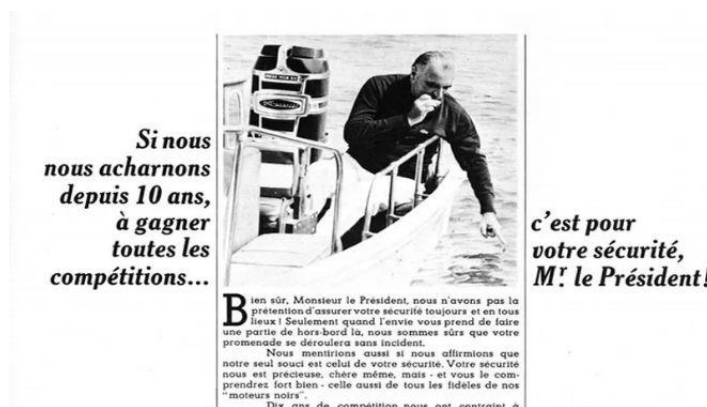 Si nous
nous acharnons
depuis 10 ans,
à gagner
toutes les
compétitions...
c'est pour
votre sécurité,
Mr. le Président!
Bien sûr, Monsieur le Président, nous n'avons pas la
prétention d'assurer votre sécurité toujours et en tous
lieux! Seulement quand l'envie vous prend de faire
une partie de hors-bord là, nous sommes sûrs que votre
promenade se déroulera sans incident.
Nous mentirions aussi si nous affirmions que
notre seul souci est celui de votre sécurité. Votre sécurité
nous est précieuse, chère même, mais - et vous le com-
prendrez fort bien - celle aussi de tous les fidèles de nos
"moteurs noirs".
Dix ans de compétition nous ont contraint à